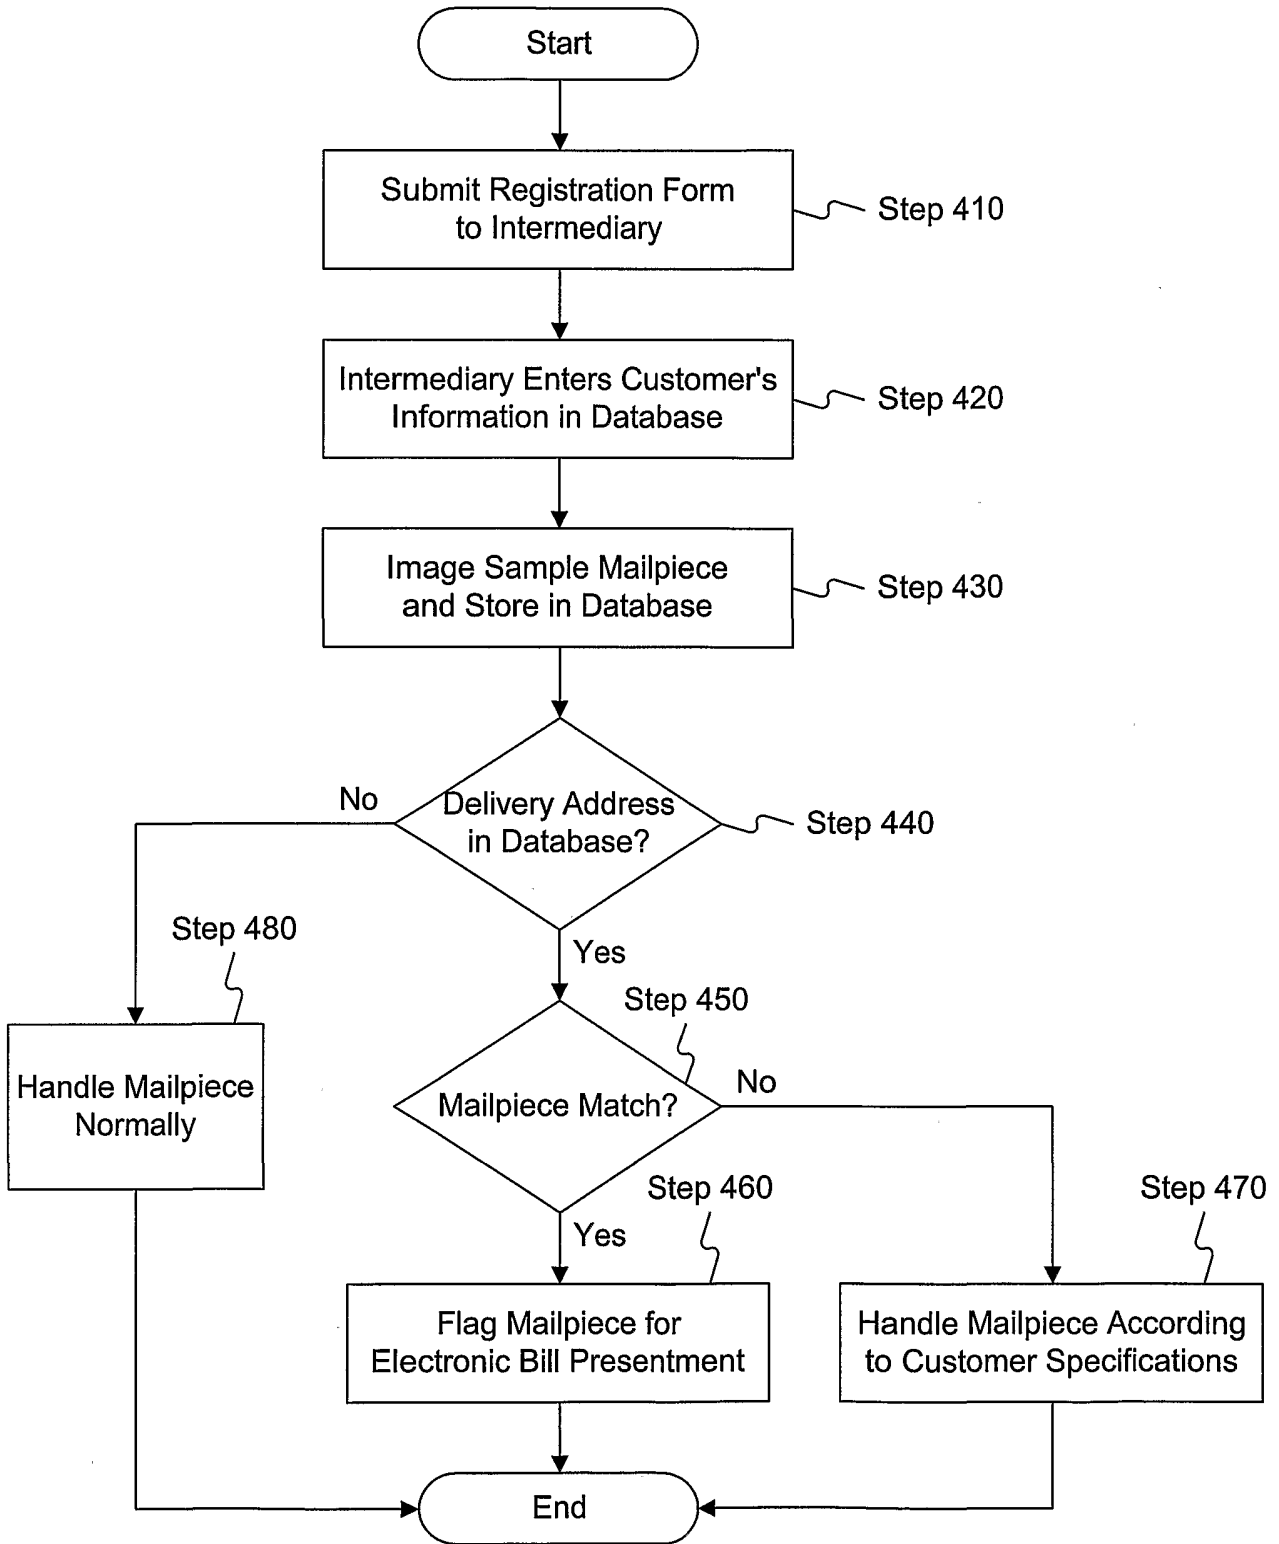 Start
Submit Registration Form
to Intermediary
Step 410
Intermediary Enters Customer's
Information in Database
Step 420
Image Sample Mailpiece
and Store in Database
Step 430
No
Delivery Address
in Database?
Step 440
Step 480
Yes
Step 450
Handle Mailpiece
Normally
Mailpiece Match?
No
Step 460
Step 470
Yes
Flag Mailpiece for
Electronic Bill Presentment
Handle Mailpiece According
to Customer Specifications
End